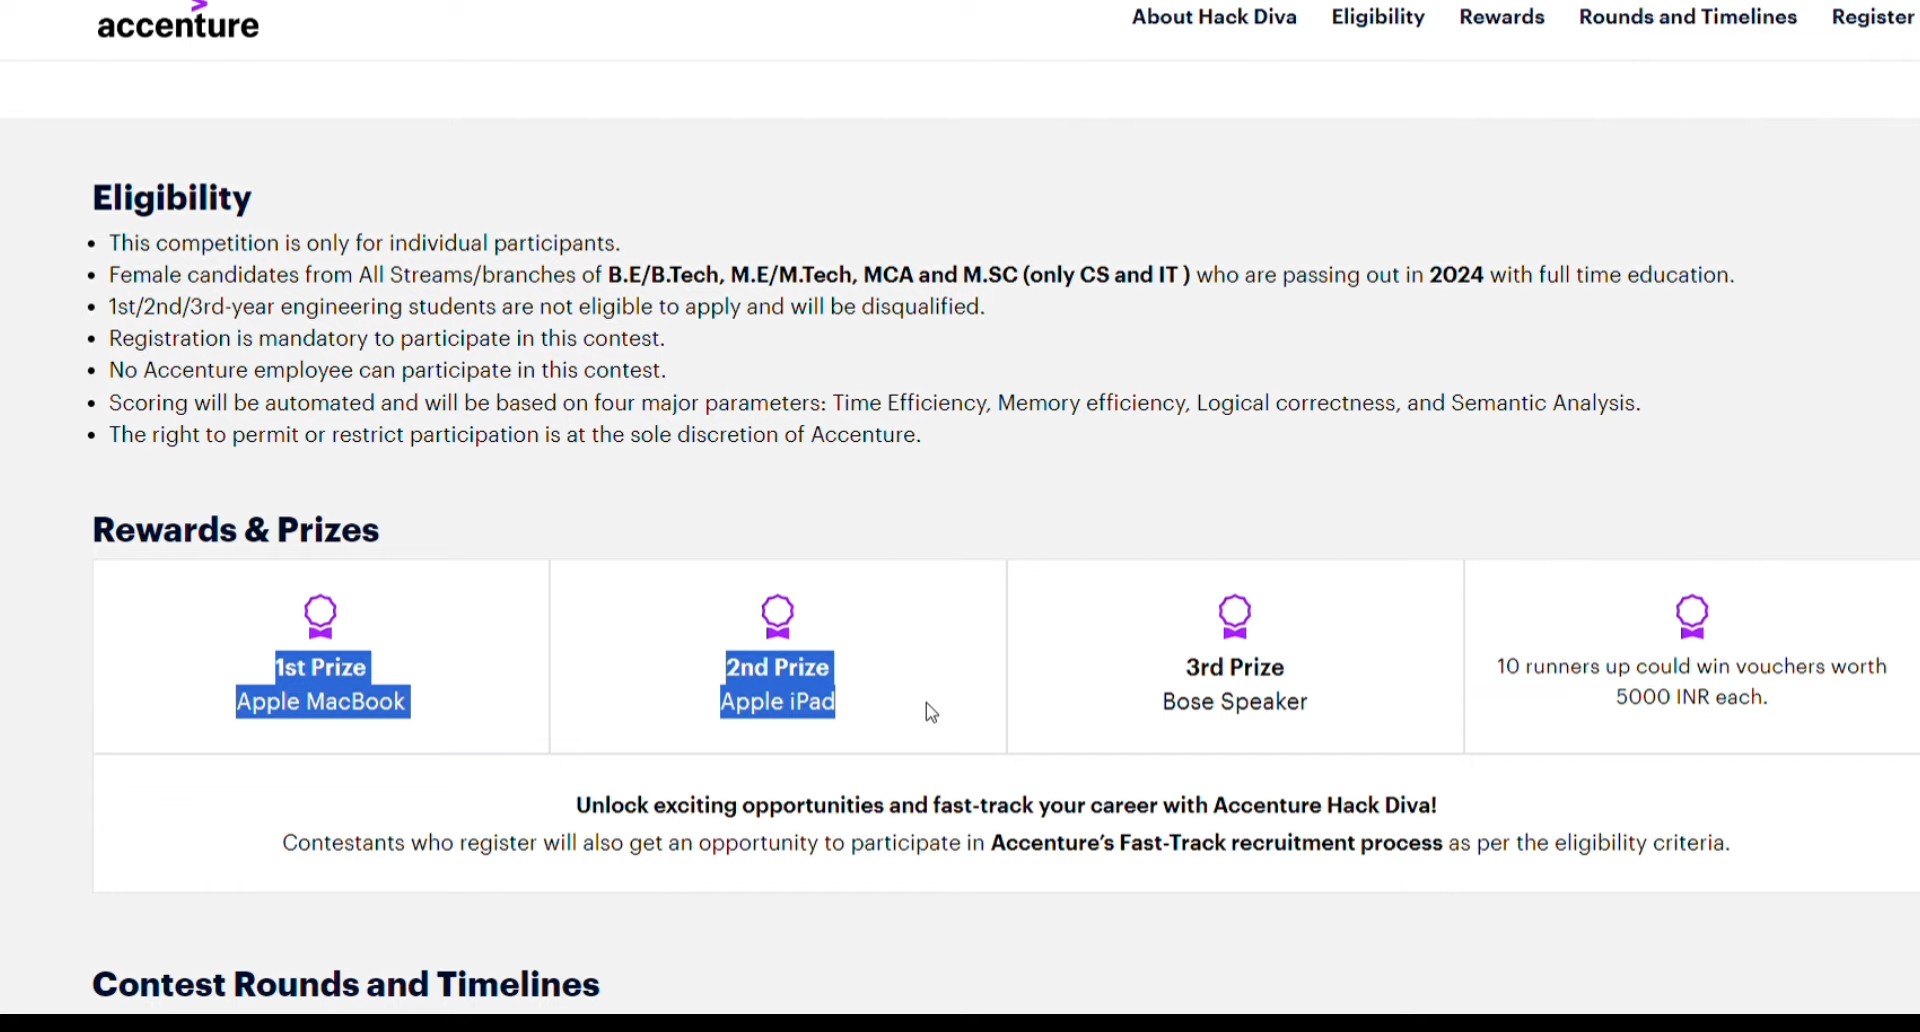 accenture
About Hack Diva Eligibility Rewards Rounds and Timelines Register
Eligibility
• This competition is only for individual participants.
• Female candidates from All Streams/branches of B.E/B.Tech, M.E/M.Tech, MCA and M.SC (only CS and IT ) who are passing out in 2024 with full time education.
• 1st/2nd/3rd-year engineering students are not eligible to apply and will be disqualified.
• Registration is mandatory to participate in this contest.
• No Accenture employee can participate in this contest.
• Scoring will be automated and will be based on four major parameters: Time Efficiency, Memory efficiency, Logical correctness, and Semantic Analysis.
• The right to permit or restrict participation is at the sole discretion of Accenture.
Rewards & Prizes
1st Prize
Apple MacBook
2nd Prize
Apple iPad
3rd Prize
Bose Speaker
10 runners up could win vouchers worth
5000 INR each.
Unlock exciting opportunities and fast-track your career with Accenture Hack Diva!
Contestants who register will also get an opportunity to participate in Accenture’s Fast-Track recruitment process as per the eligibility criteria.
Contest Rounds and Timelines